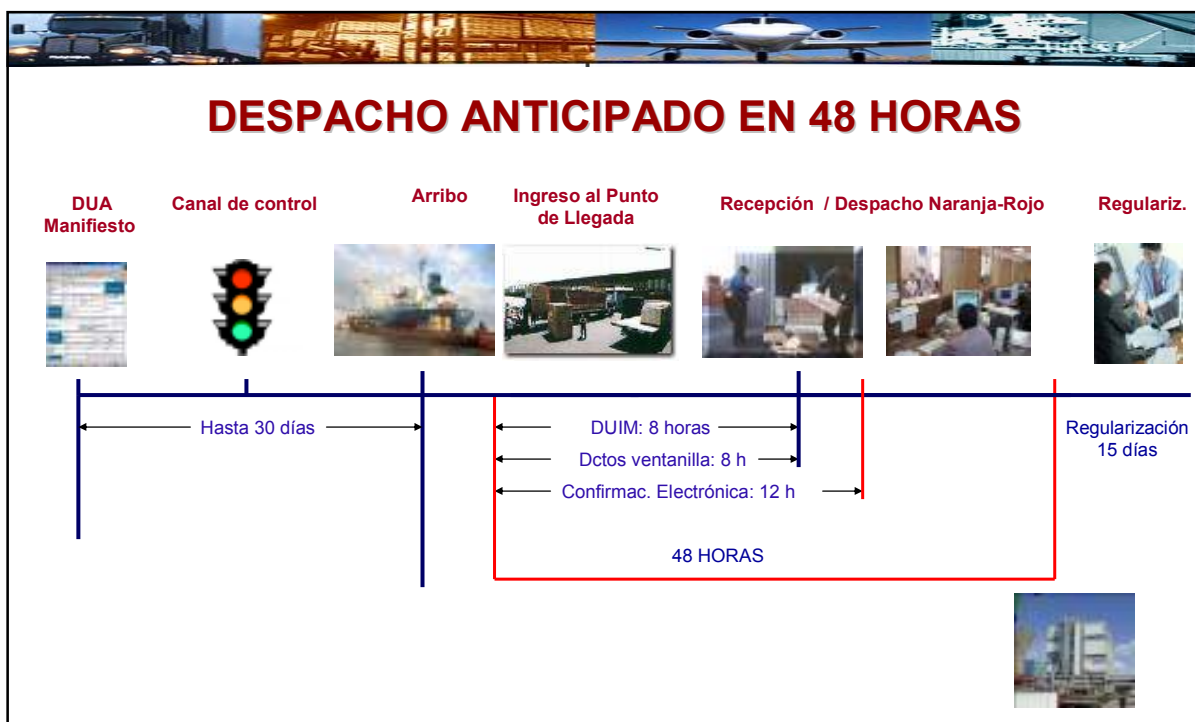 DESPACHO ANTICIPADO EN 48 HORAS
DUA
Manifiesto
Canal de control
Arribo
Ingreso al Punto
de Llegada
Recepción / Despacho Naranja-Rojo
Regulariz.
Hasta 30 días
DUIM: 8 horas
Dctos ventanilla: 8 h
Confirmac. Electrónica: 12 h
Regularización
15 días
48 HORAS